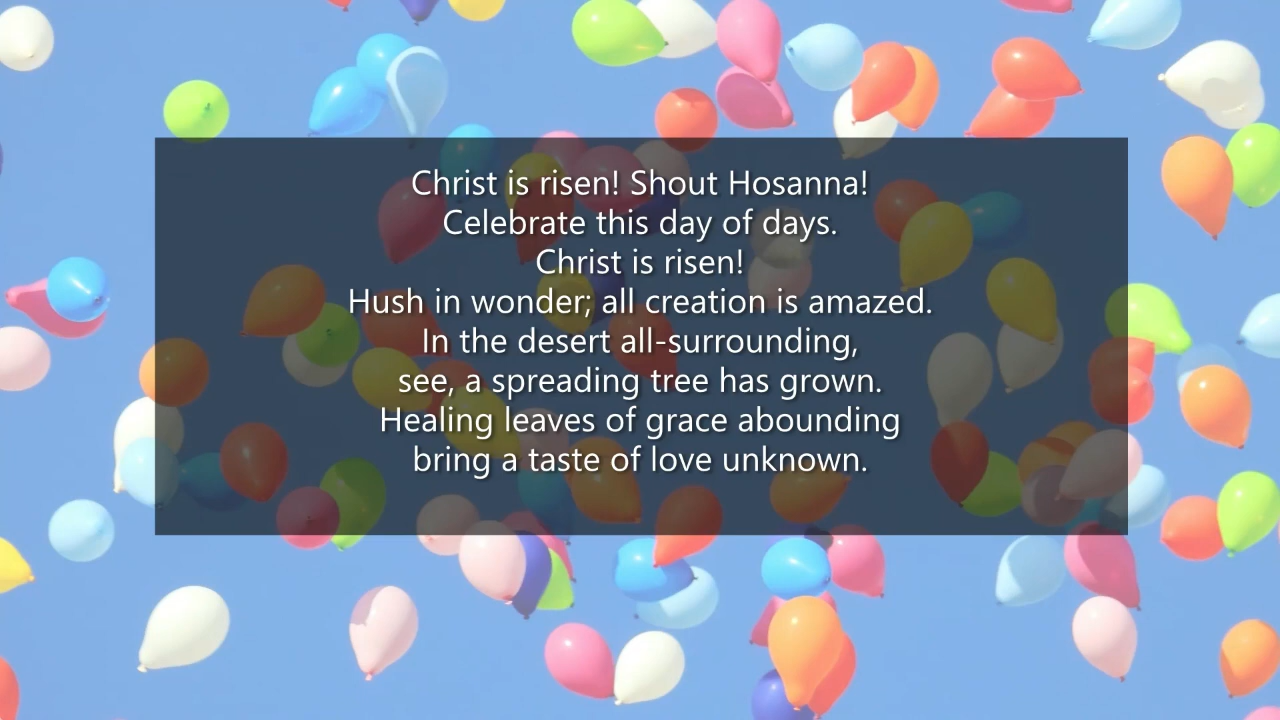 Christ is risen! Shout Hosanna!
Celebrate this day of days.
Christ is risen!
Hush in wonder; all creation is amazed.
In the desert all-surrounding,
see, a spreading tree has grown.
Healing leaves of grace abounding
bring a taste of love unknown.